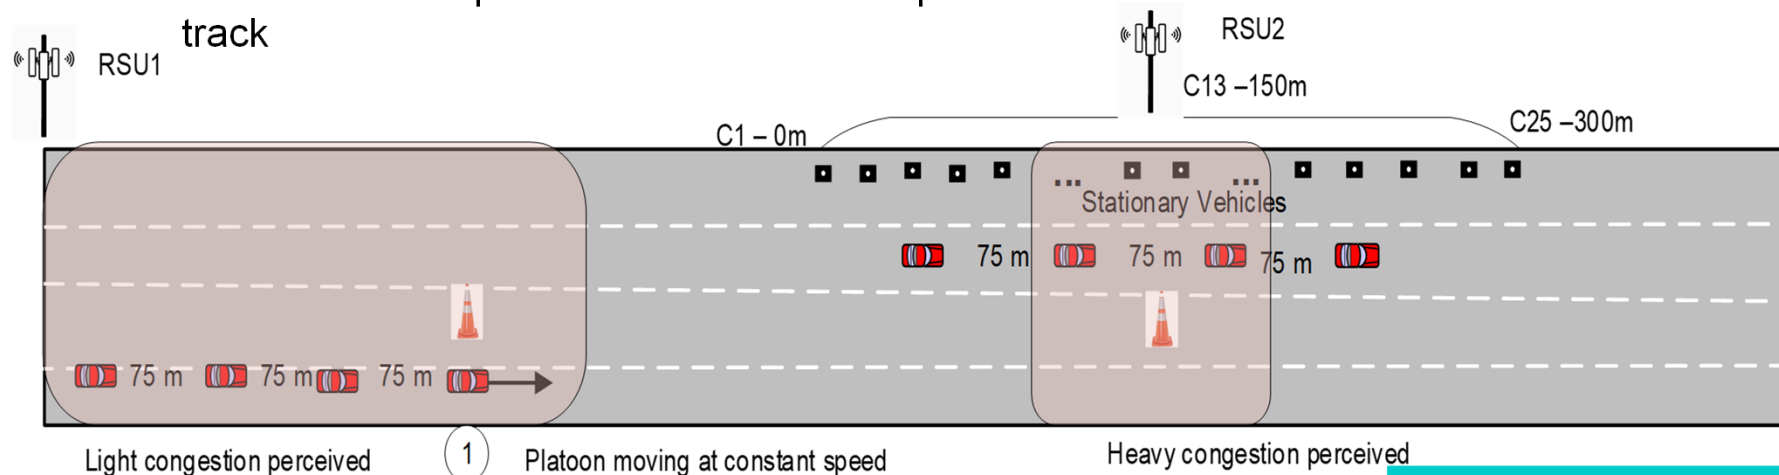 track
RSU1
RSU2
C13 –150m
C1 – 0m
C25 –300m
...
...
Stationary Vehicles
75 m
75 m
75 m
75 m
75 m
75 m
Light congestion perceived
1
Platoon moving at constant speed
Heavy congestion perceived